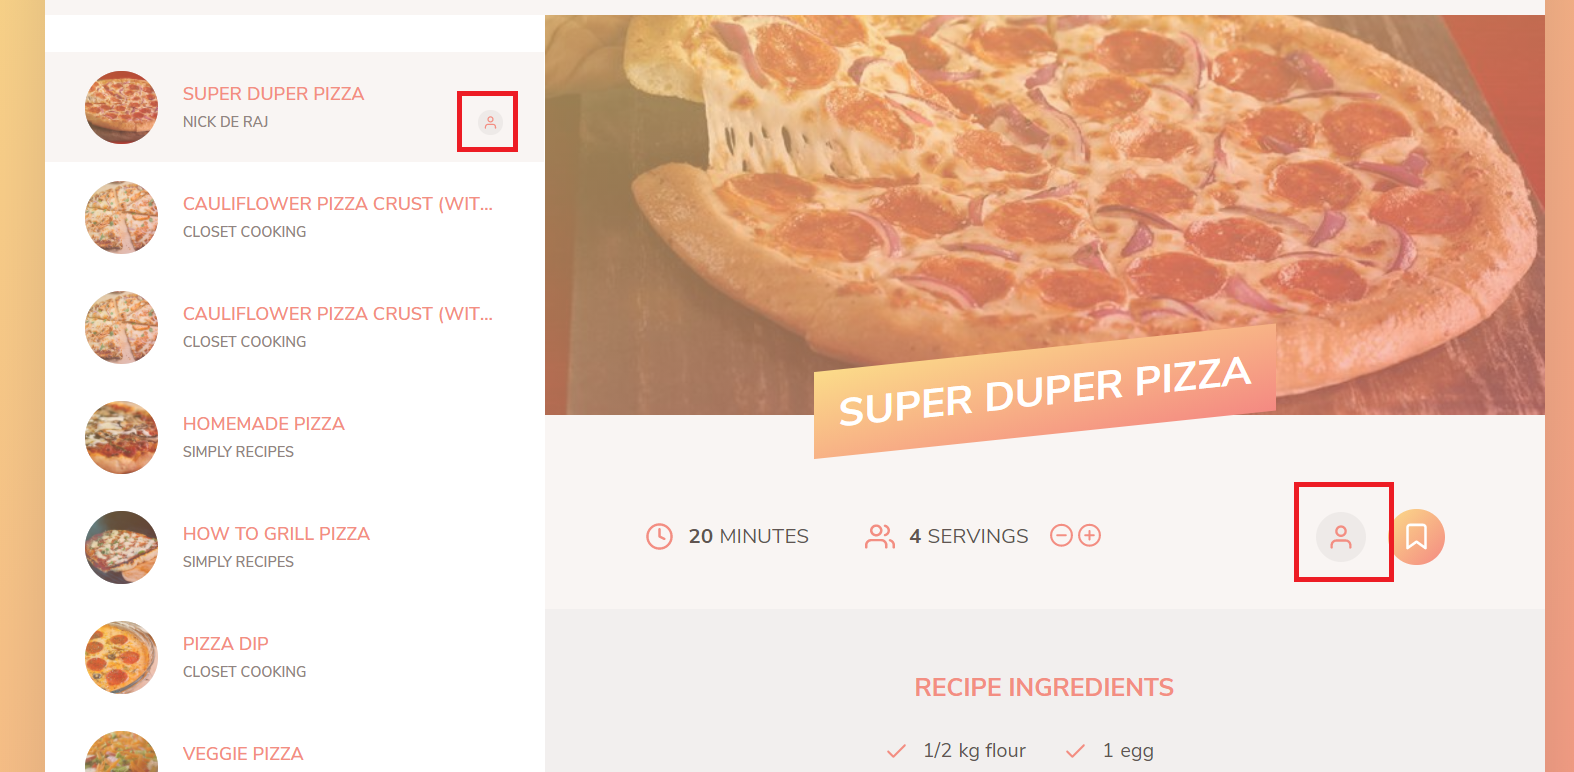 SUPER DUPER PIZZA
NICK DE RAJ
CAULIFLOWER PIZZA CRUST (WIT...
CLOSET COOKING
CAULIFLOWER PIZZA CRUST (WIT...
CLOSET COOKING
HOMEMADE PIZZA
SIMPLY RECIPES
HOW TO GRILL PIZZA
SIMPLY RECIPES
PIZZA DIP
CLOSET COOKING
VEGGIE PIZZA
SUPER DUPER PIZZA
20 MINUTES
4 SERVINGS
RECIPE INGREDIENTS
1/2 kg flour
1 egg